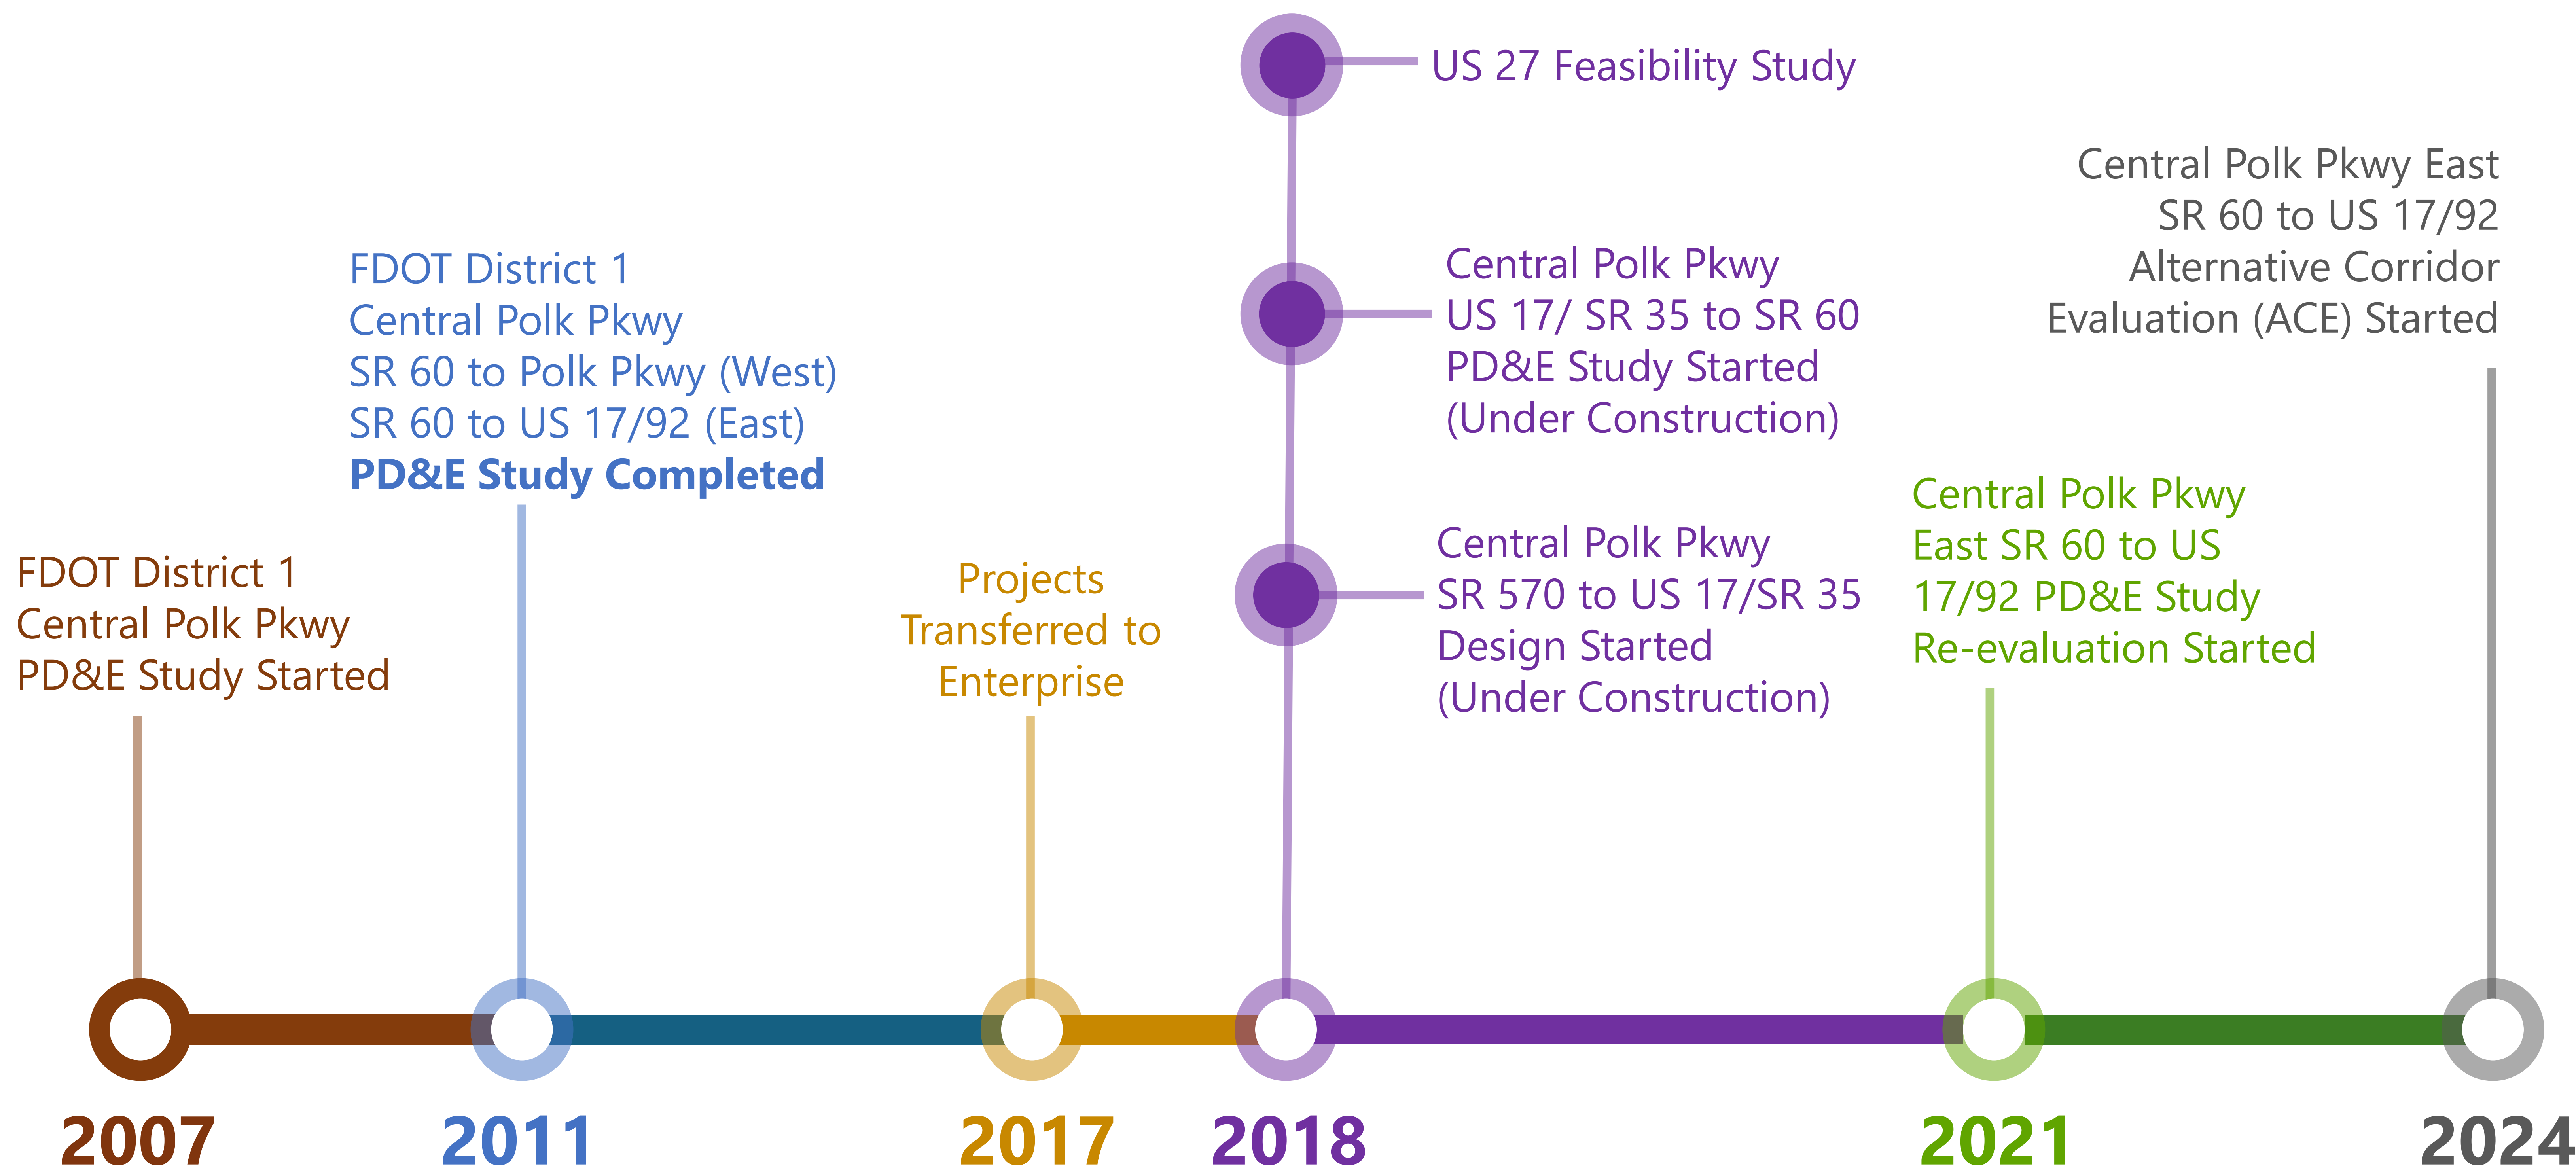 FDOT District 1
Central Polk Pkwy
PD&E Study Started
FDOT District 1
Central Polk Pkwy
SR 60 to Polk Pkwy (West)
SR 60 to US 17/92 (East)
PD&E Study Completed
Projects
Transferred to
Enterprise
US 27 Feasibility Study
Central Polk Pkwy
US 17/ SR 35 to SR 60
PD&E Study Started
(Under Construction)
Central Polk Pkwy
SR 570 to US 17/SR 35
Design Started
(Under Construction)
Central Polk Pkwy
East SR 60 to US
17/92 PD&E Study
Re-evaluation Started
Central Polk Pkwy East
SR 60 to US 17/92
Alternative Corridor
Evaluation (ACE) Started
2007
2011
2017
2018
2021
2024